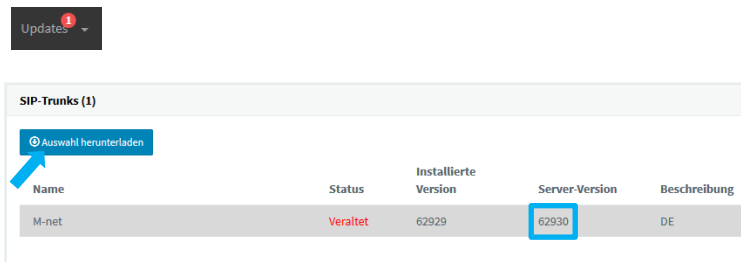 Updates 1
SIP-Trunks (1)
Auswahl herunterladen
Name Status Installierte Version Server-Version Beschreibung
M-net Veraltet 62929 62930 DE